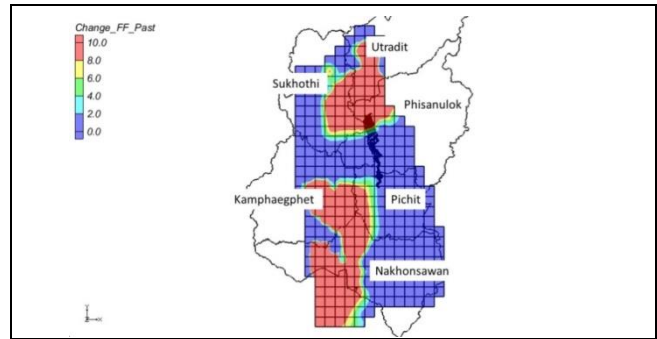 Change_FF_Past
10.0
8.0
6.0
4.0
2.0
0.0
Utradit
Sukhothi
Phisanulok
Kamphaegphet
Pichit
Nakhonsawan